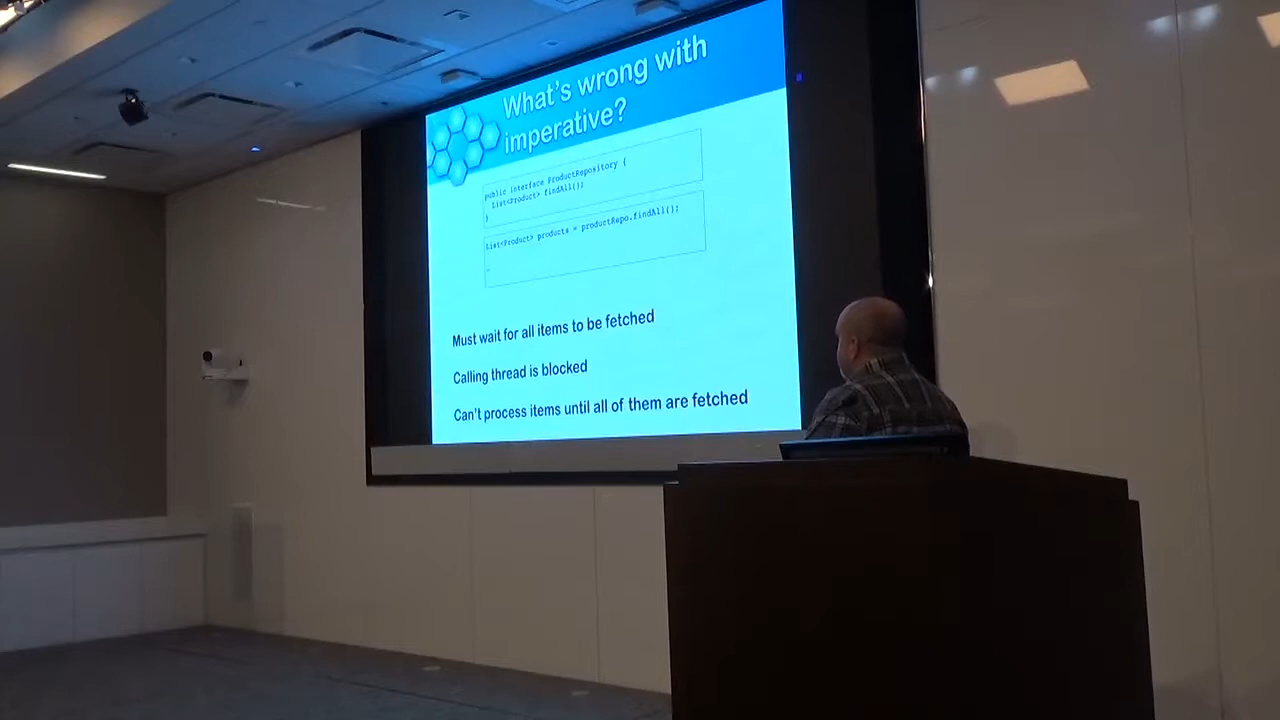 What's wrong with
imperative?
public interface ProductRepository {
List<Product> findAll();
}
List<Product> products = productRepo.findAll();
Must wait for all items to be fetched
Calling thread is blocked
Can't process items until all of them are fetched